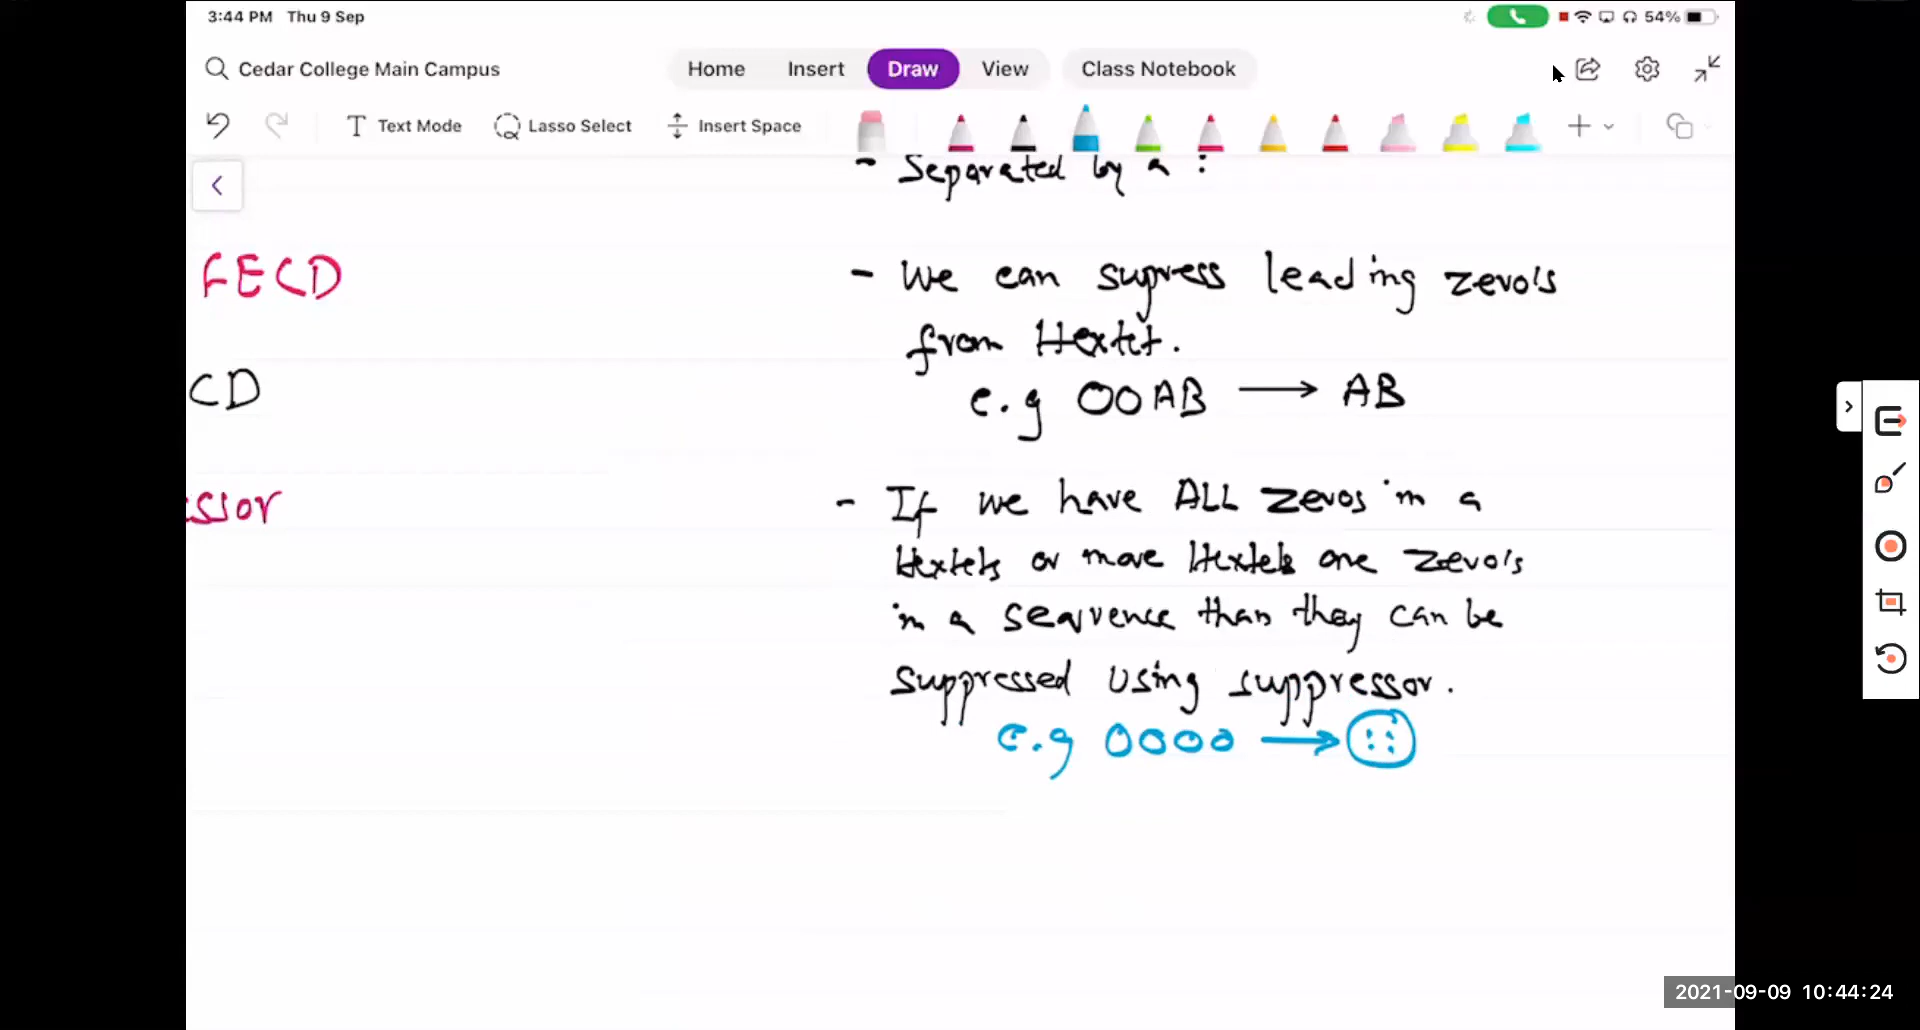 3:44 PM Thu 9 Sep
54%
Cedar College Main Campus
Home Insert Draw View Class Notebook
Text Mode Lasso Select Insert Space
- Separated by a :
FECD
- We can supress leading zero's
from Hextet.
e.g 00AB → AB
CD
- If we have ALL zeros in a
ssor
Hextets or more Hextets are zero's
in a sequence than they can be
suppressed using suppressor.
e.g 0000 → ::
2021-09-09 10:44:24